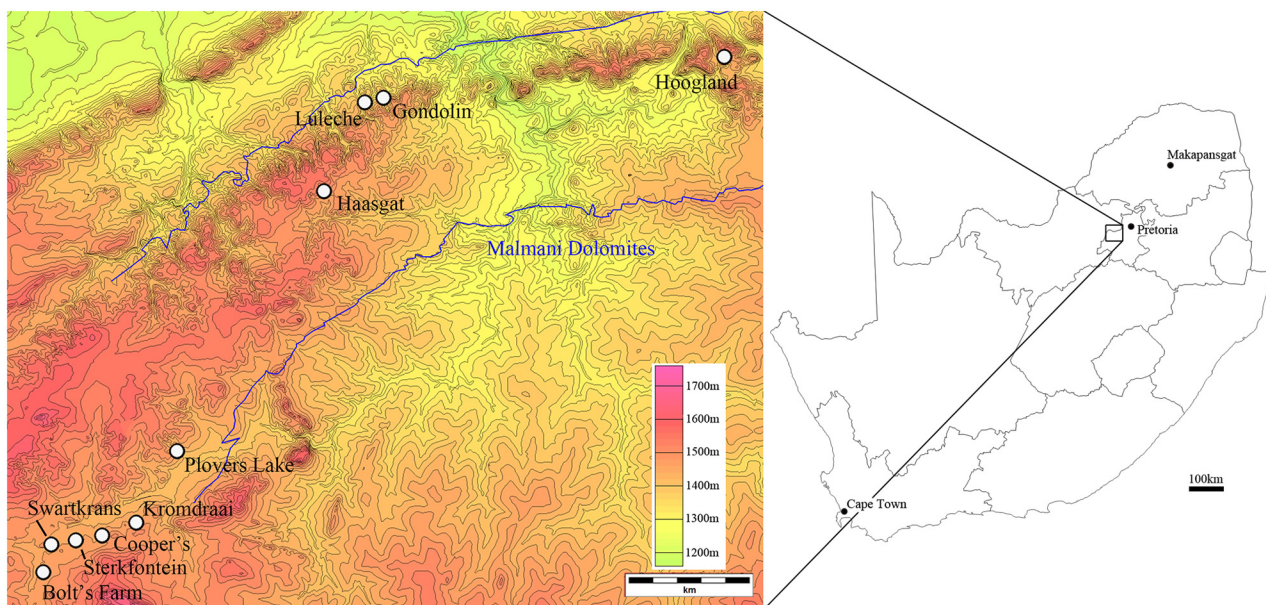 Hoogland
Luleche
Gondolin
Haasgat
Malmani Dolomites
Plovers Lake
Swartkrans
Kromdraai
Cooper's
Sterkfontein
Bolt's Farm
1700m
1600m
1500m
1400m
1300m
1200m
km
Makapansgat
Pretoria
100km
Cape Town